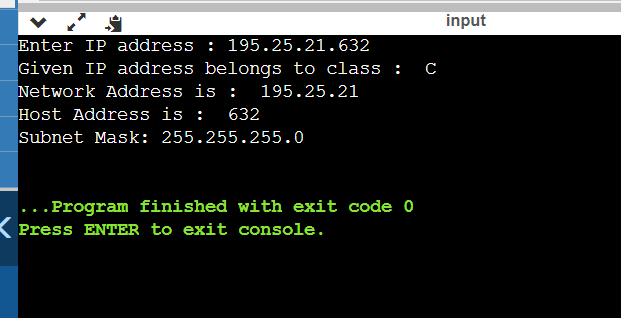 input
Enter IP address : 195.25.21.632
Given IP address belongs to class :  C
Network Address is :  195.25.21
Host Address is :  632
Subnet Mask: 255.255.255.0
...Program finished with exit code 0
Press ENTER to exit console.